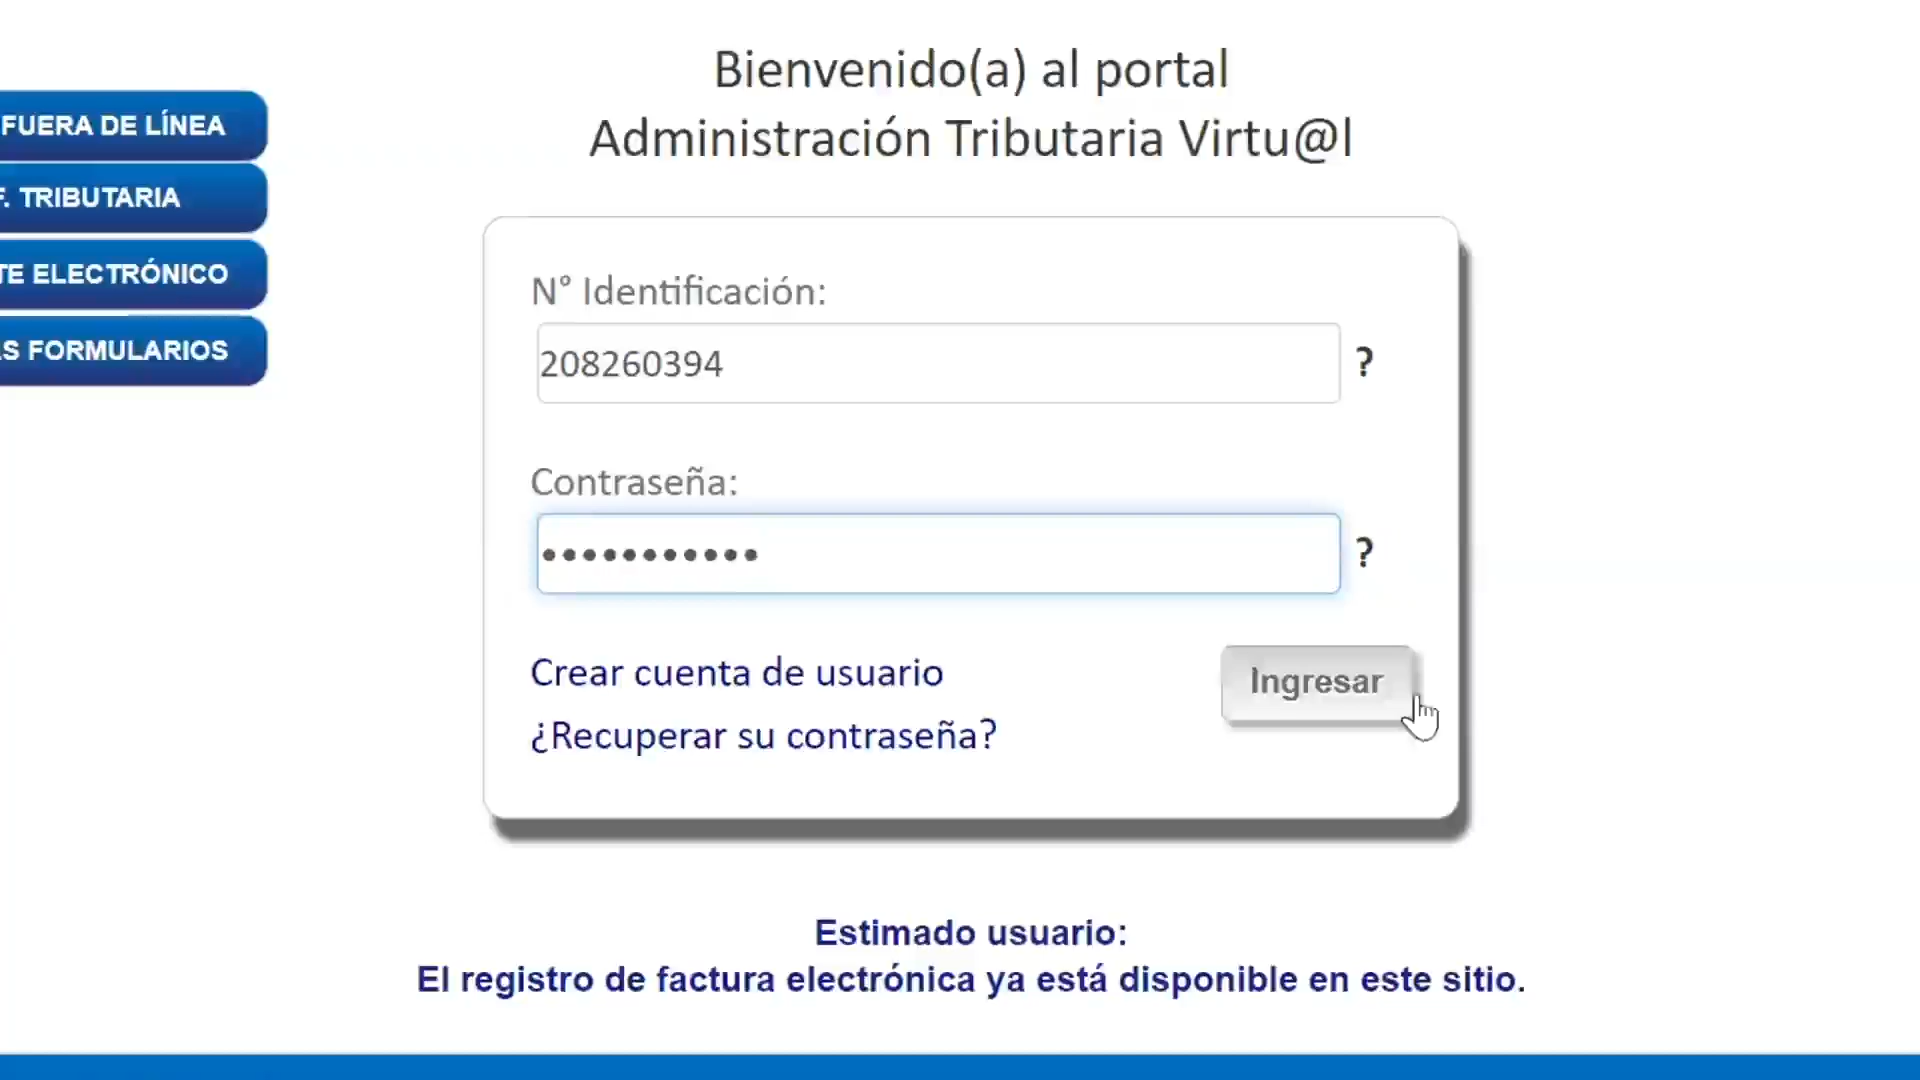 Bienvenido(a) al portal
Administración Tributaria Virtu@l
FUERA DE LÍNEA
F. TRIBUTARIA
TE ELECTRÓNICO
S FORMULARIOS
N° Identificación:
208260394
?
Contraseña:
•••••••••••
?
Crear cuenta de usuario
Ingresar
¿Recuperar su contraseña?
Estimado usuario:
El registro de factura electrónica ya está disponible en este sitio.